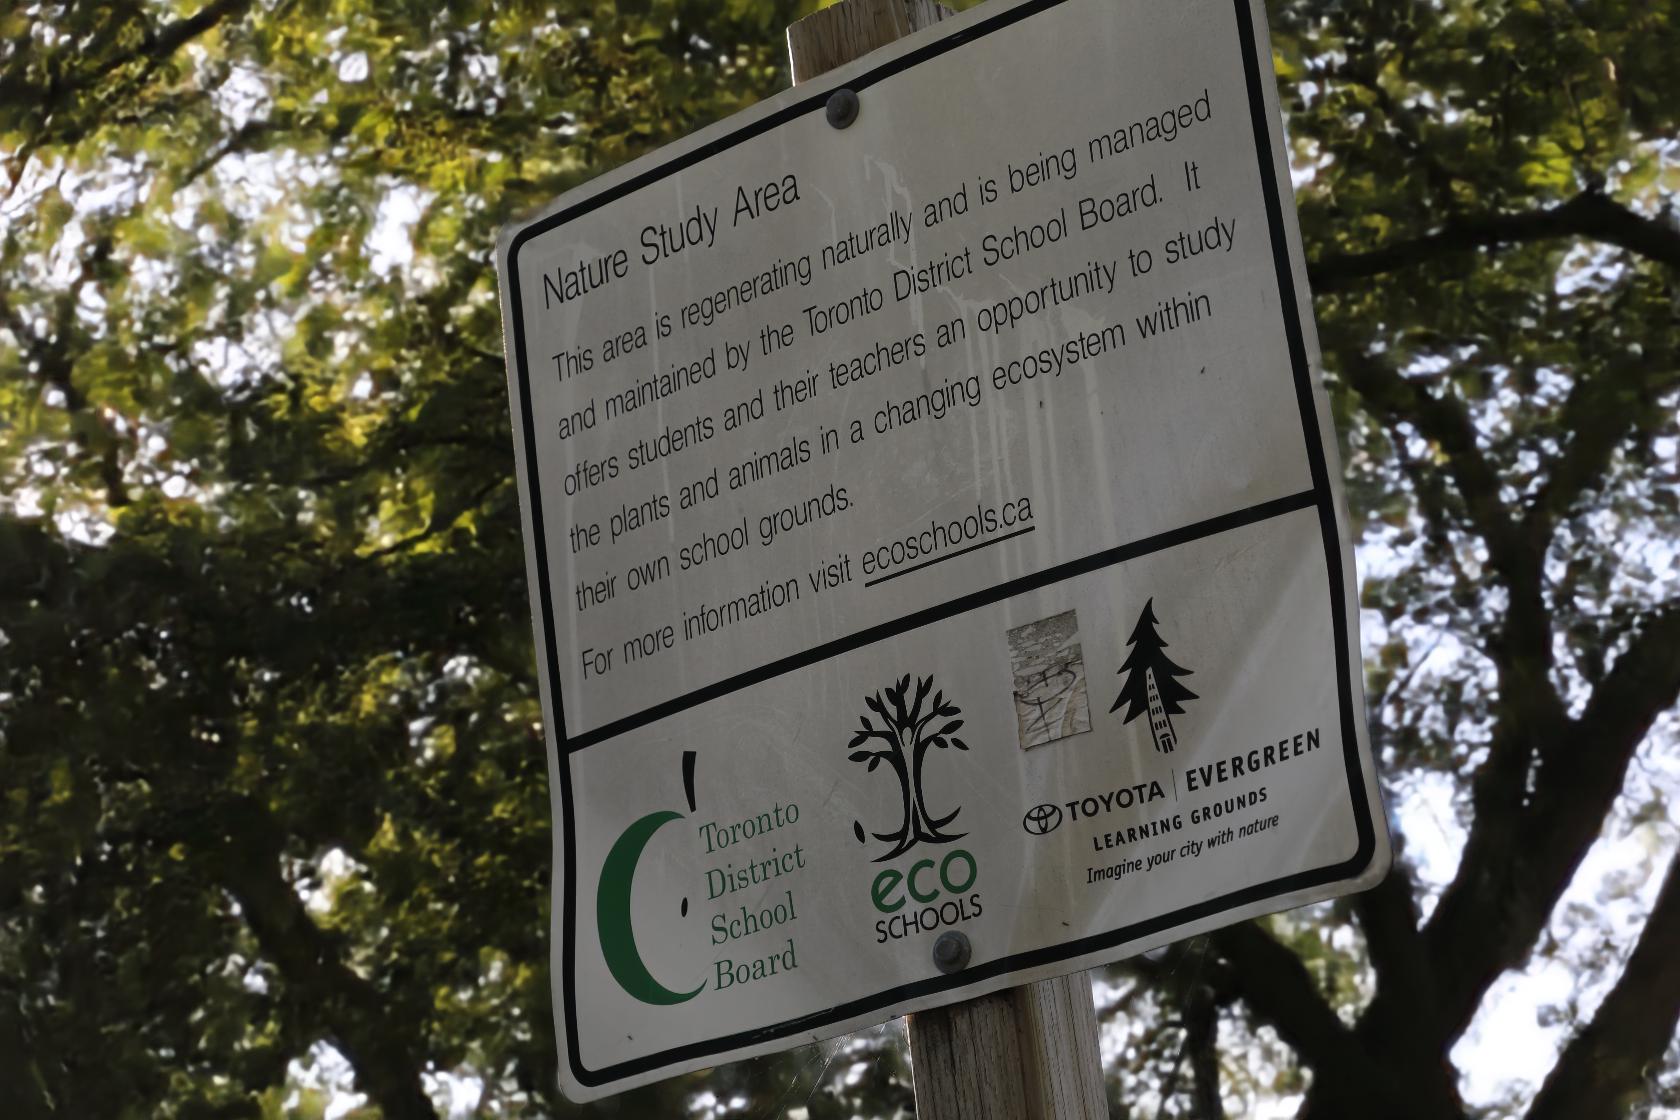 Nature Study Area
This area is regenerating naturally and is being managed
and maintained by the Toronto District School Board. It
offers students and their teachers an opportunity to study
the plants and animals in a changing ecosystem within
their own school grounds.
For more information visit ecoschools.ca
Toronto
District
School
Board
eco
SCHOOLS
TOYOTA | EVERGREEN
LEARNING GROUNDS
Imagine your city with nature